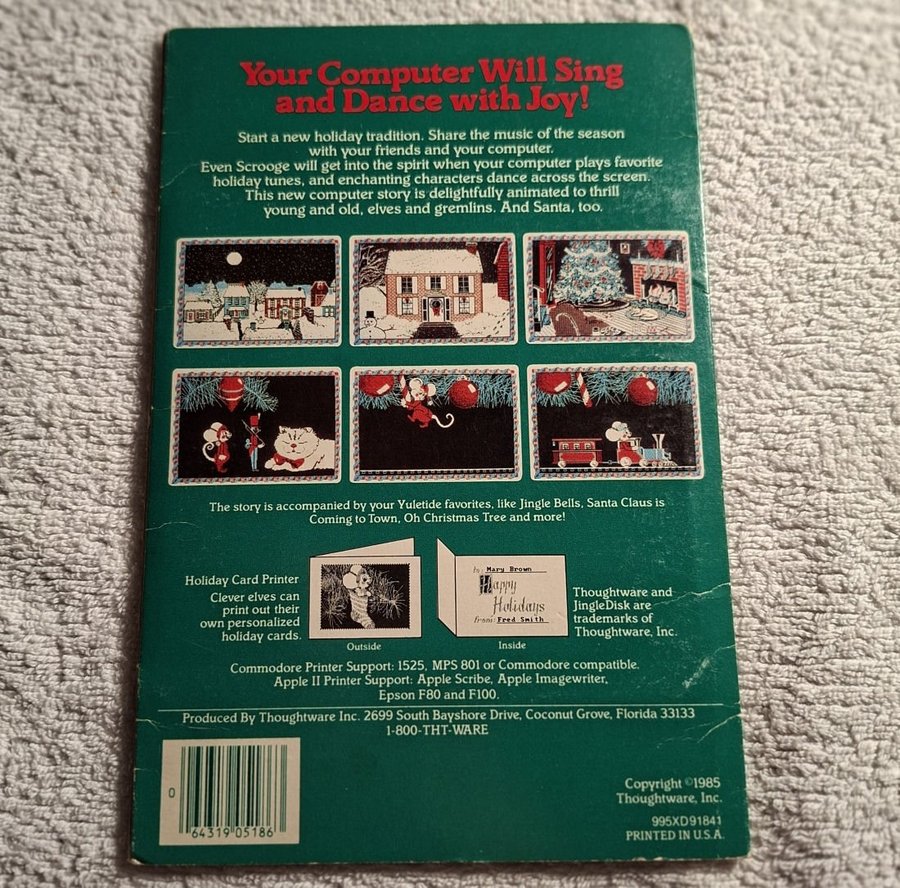 Your Computer Will Sing
and Dance with Joy!
Start a new holiday tradition. Share the music of the season
with your friends and your computer.
Even Scrooge will get into the spirit when your computer plays favorite
holiday tunes, and enchanting characters dance across the screen.
This new computer story is delightfully animated to thrill
young and old, elves and gremlins. And Santa, too.
The story is accompanied by your Yuletide favorites, like Jingle Bells, Santa Claus is
Coming to Town, Oh Christmas Tree and more!
Holiday Card Printer
Clever elves can
print out their
own personalized
holiday cards.
Outside
to: Mary Brown
Happy
Holidays
From: Fred Smith
Inside
Thoughtware and
JingleDisk are
trademarks of
Thoughtware, Inc.
Commodore Printer Support: 1525, MPS 801 or Commodore compatible.
Apple II Printer Support: Apple Scribe, Apple Imagewriter,
Epson F80 and F100.
Produced By Thoughtware Inc. 2699 South Bayshore Drive, Coconut Grove, Florida 33133
1-800-THT-WARE
0 64319 05186
Copyright ©1985
Thoughtware, Inc.
995XD91841
PRINTED IN U.S.A.